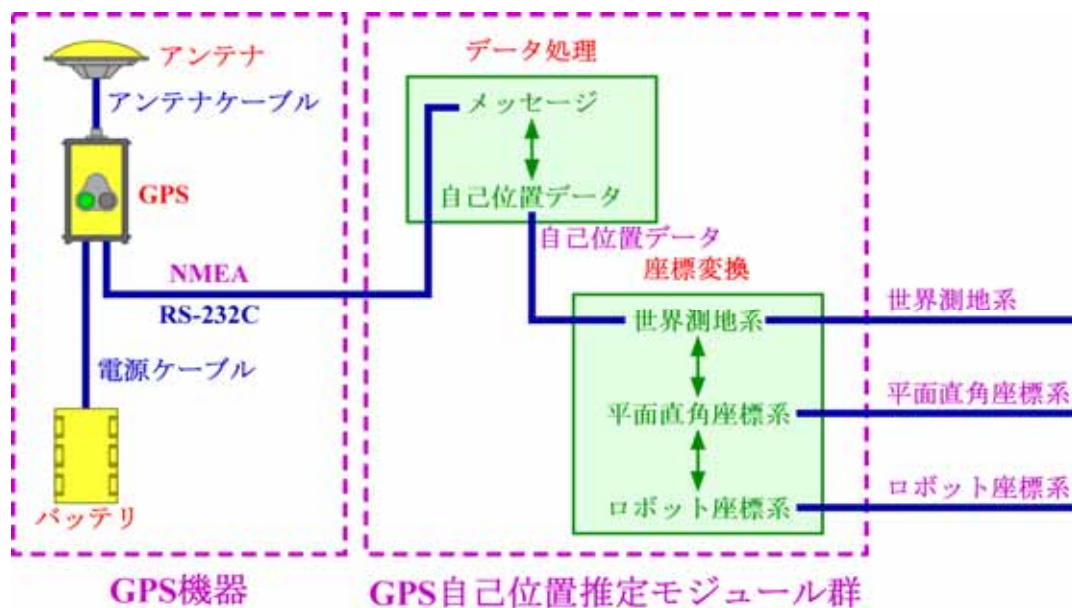 アンテナ
アンテナケーブル
GPS
NMEA
RS-232C
電源ケーブル
バッテリ
GPS機器
データ処理
メッセージ
自己位置データ
自己位置データ
座標変換
世界測地系
平面直角座標系
ロボット座標系
世界測地系
平面直角座標系
ロボット座標系
GPS自己位置推定モジュール群